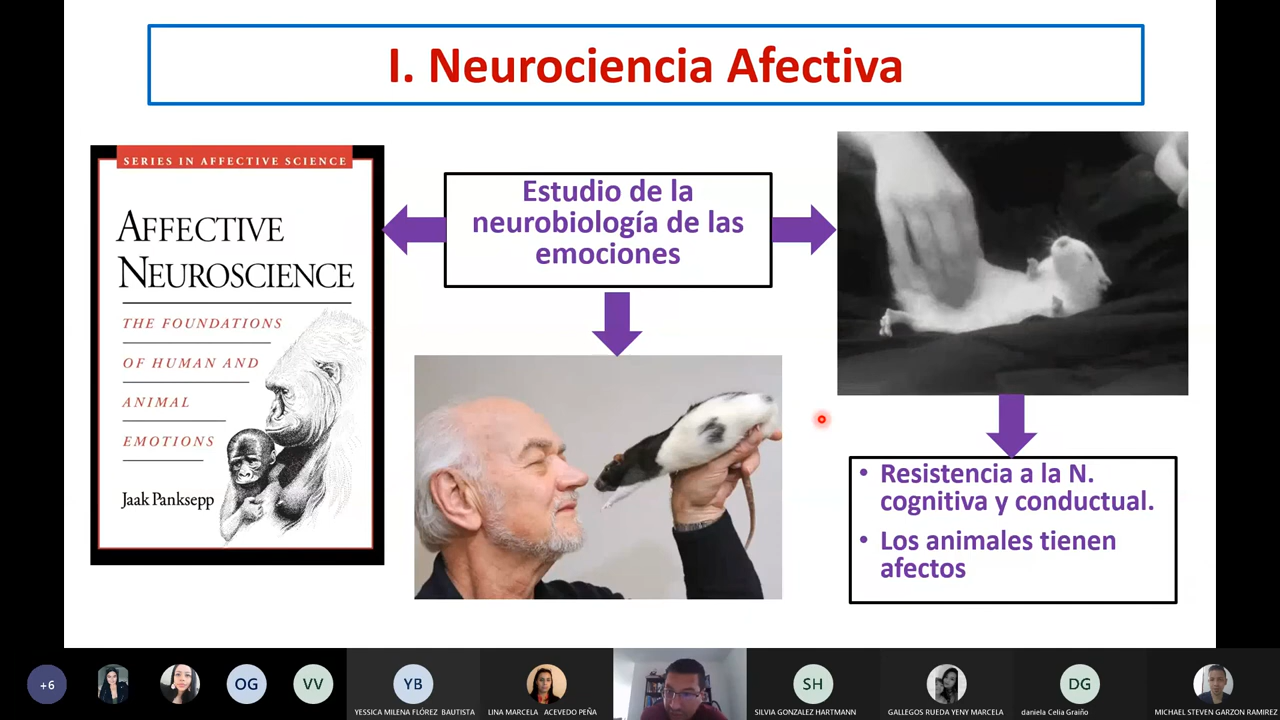 I. Neurociencia Afectiva
SERIES IN AFFECTIVE SCIENCE
AFFECTIVE
NEUROSCIENCE
THE FOUNDATIONS
OF HUMAN AND
ANIMAL
EMOTIONS
Jaak Panksepp
Estudio de la
neurobiología de las
emociones
• Resistencia a la N.
cognitiva y conductual.
• Los animales tienen
afectos
+6
OG
VV
YB
SH
DG
YESSICA MILENA FLÓREZ BAUTISTA
LINA MARCELA ACEVEDO PEÑA
SILVIA GONZALEZ HARTMANN
GALLEGOS RUEDA YENY MARCELA
daniela Celia Graiño
MICHAEL STEVEN GARZON RAMIREZ